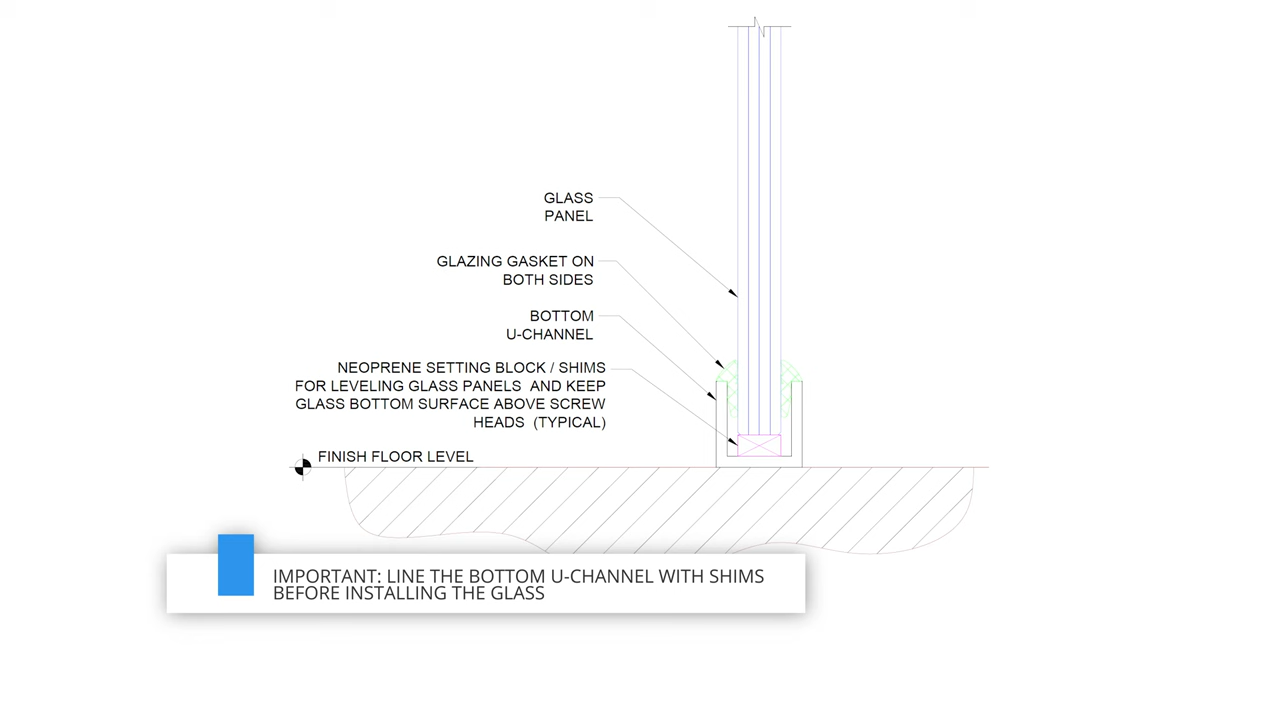 GLASS
PANEL
GLAZING GASKET ON
BOTH SIDES
BOTTOM
U-CHANNEL
NEOPRENE SETTING BLOCK / SHIMS
FOR LEVELING GLASS PANELS  AND KEEP
GLASS BOTTOM SURFACE ABOVE SCREW
HEADS  (TYPICAL)
FINISH FLOOR LEVEL
IMPORTANT: LINE THE BOTTOM U-CHANNEL WITH SHIMS
BEFORE INSTALLING THE GLASS